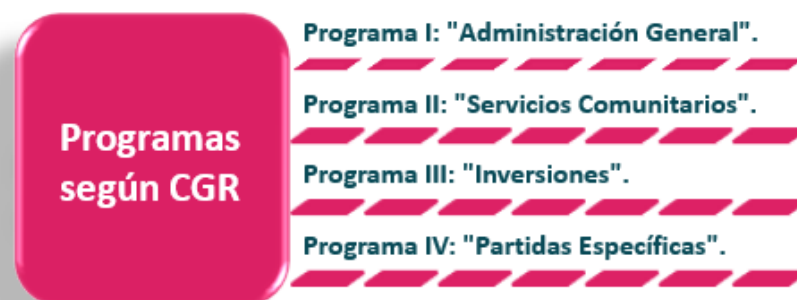 Programas
según CGR
Programa I: "Administración General".
Programa II: "Servicios Comunitarios".
Programa III: "Inversiones".
Programa IV: "Partidas Específicas".